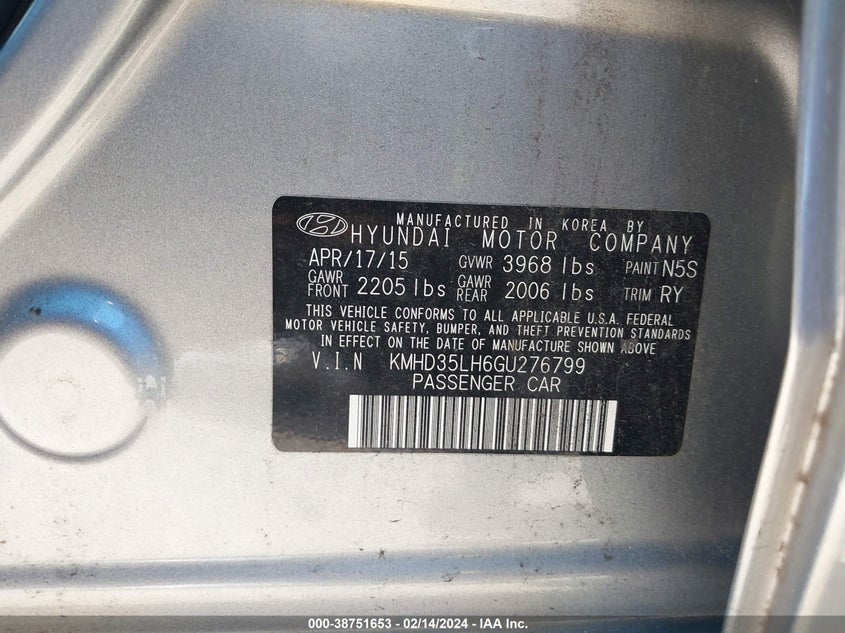 MANUFACTURED IN KOREA BY
HYUNDAI MOTOR COMPANY
APR/17/15 GVWR 3968 lbs PAINT N5S
GAWR FRONT 2205 lbs GAWR REAR 2006 lbs TRIM RY
THIS VEHICLE CONFORMS TO ALL APPLICABLE U.S.A. FEDERAL
MOTOR VEHICLE SAFETY, BUMPER, AND THEFT PREVENTION STANDARDS
IN EFFECT ON THE DATE OF MANUFACTURE SHOWN ABOVE
V.I.N KMHD35LH6GU276799
PASSENGER CAR
000-38751653 - 02/14/2024 - IAA Inc.